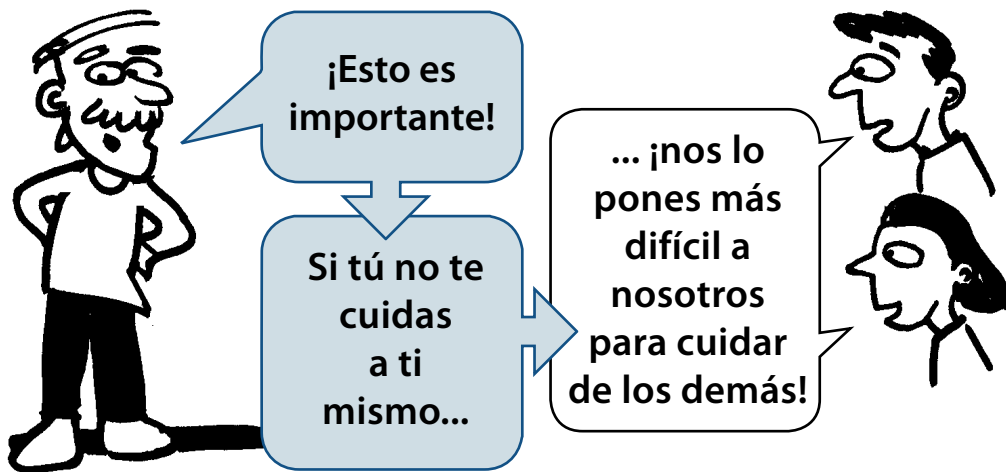 ¡Esto es
importante!
Si tú no te
cuidas
a ti
mismo...
... ¡nos lo
pones más
difícil a
nosotros
para cuidar
de los demás!